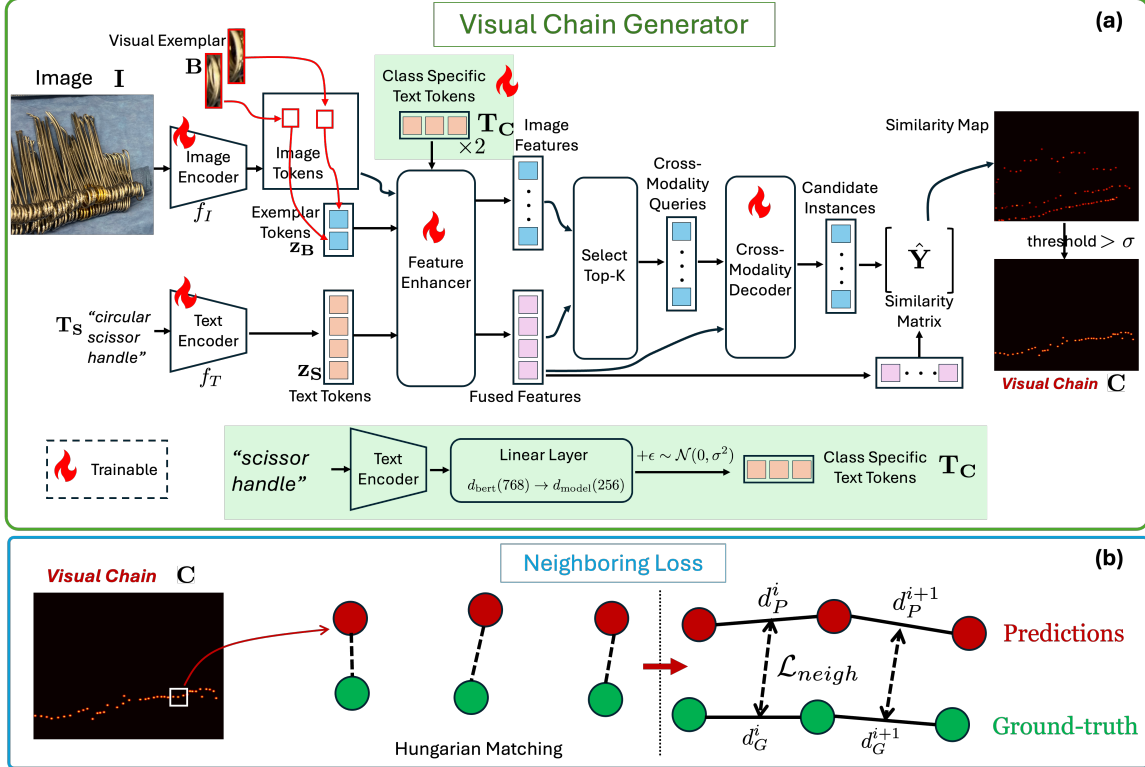 Visual Chain Generator
(a)
Visual Exemplar
B
Image I
Image
Encoder
f_I
Image
Tokens
Exemplar
Tokens
z_B
Class Specific
Text Tokens
T_C
×2
Image
Features
Feature
Enhancer
Select
Top-K
Cross-
Modality
Queries
Cross-
Modality
Decoder
Candidate
Instances
Ŷ
Similarity
Matrix
Similarity Map
threshold > σ
Visual Chain C
T_S "circular
scissor
handle"
Text
Encoder
f_T
z_S
Text Tokens
Fused Features
Trainable
"scissor
handle"
Text
Encoder
Linear Layer
d_bert(768) → d_model(256)
+ϵ ∼ 𝒩(0, σ²)
Class Specific
Text Tokens
T_C
Neighboring Loss
(b)
Visual Chain C
Hungarian Matching
d_P^i
d_P^{i+1}
Predictions
ℒ_neigh
Ground-truth
d_G^i
d_G^{i+1}